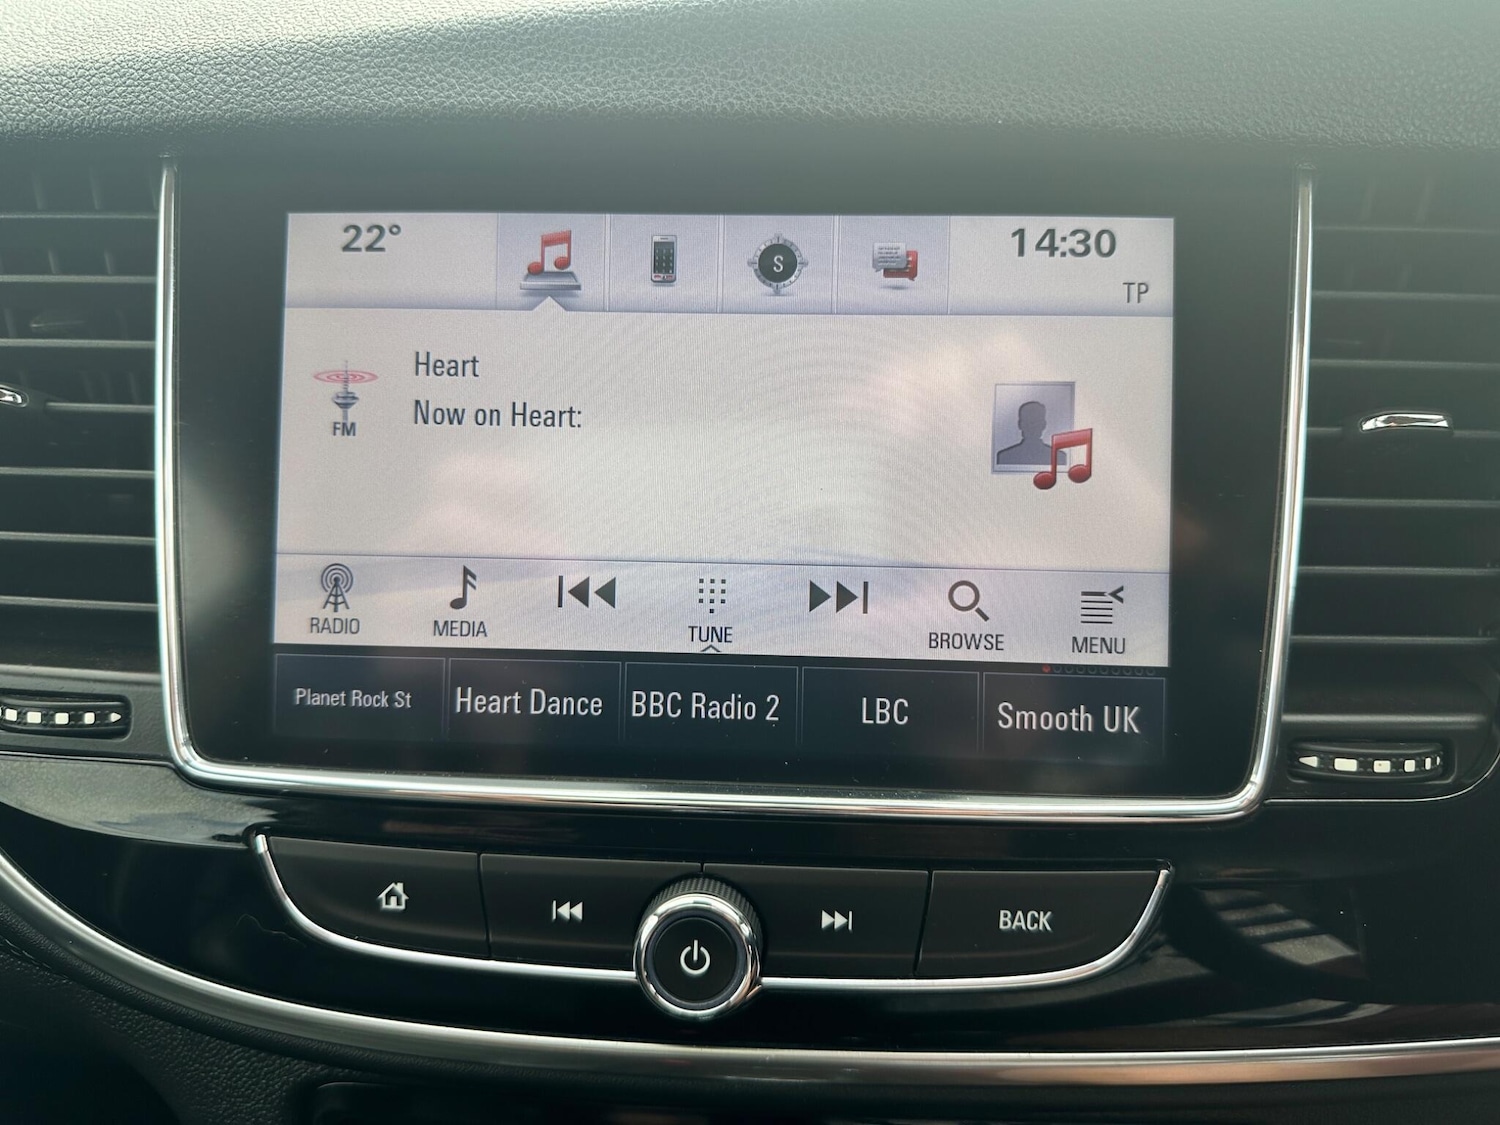 22°
S
14:30
TP
FM
Heart
Now on Heart:
RADIO
MEDIA
TUNE
BROWSE
MENU
Planet Rock St
Heart Dance
BBC Radio 2
LBC
Smooth UK
BACK